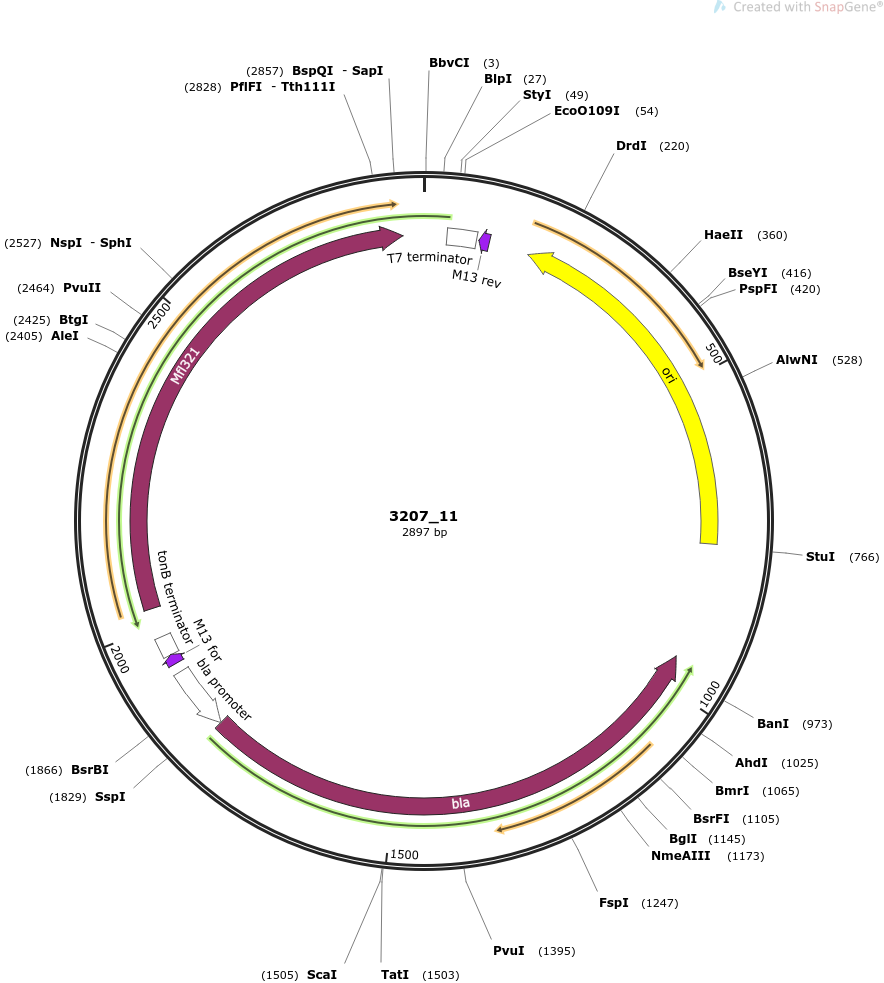 Created with SnapGene®
(2857) BspQI - SapI
(2828) PflFI - Tth111I
BbvCI (3)
BlpI (27)
StyI (49)
EcoO109I (54)
DrdI (220)
HaeII (360)
BseYI (416)
PspFI (420)
AlwNI (528)
StuI (766)
BanI (973)
AhdI (1025)
BmrI (1065)
BsrFI (1105)
BglI (1145)
NmeAIII (1173)
FspI (1247)
PvuI (1395)
TatI (1503)
(1505) ScaI
(1829) SspI
(1866) BsrBI
(2405) AleI
(2425) BtgI
(2464) PvuII
(2527) NspI - SphI
500
1000
1500
2000
2500
T7 terminator
M13 rev
ori
Mfl321
tonB terminator
M13 for
bla promoter
bla
3207_11
2897 bp